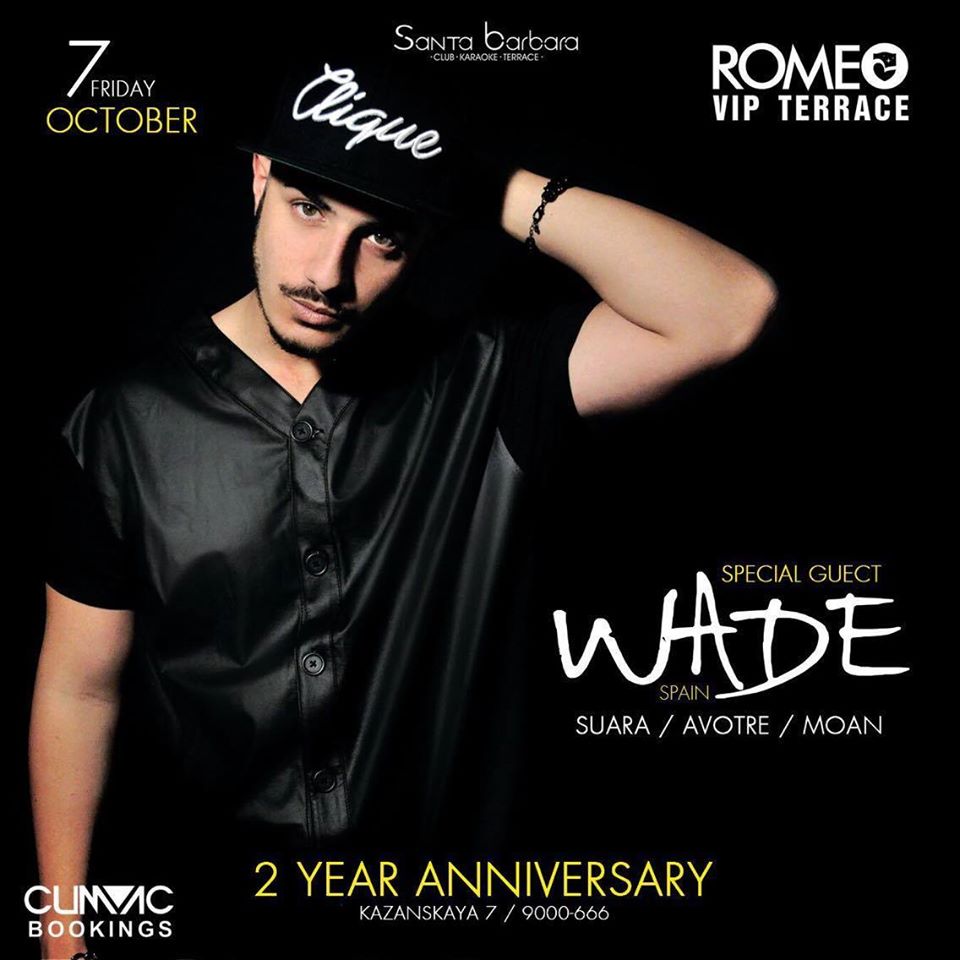 Santa barbara
·CLUB·KARAOKE·TERRACE·
7 FRIDAY
OCTOBER
ROMEO
VIP TERRACE
Clique
SPECIAL GUECT
WADE
SPAIN
SUARA / AVOTRE / MOAN
2 YEAR ANNIVERSARY
KAZANSKAYA 7 / 9000-666
BOOKINGS